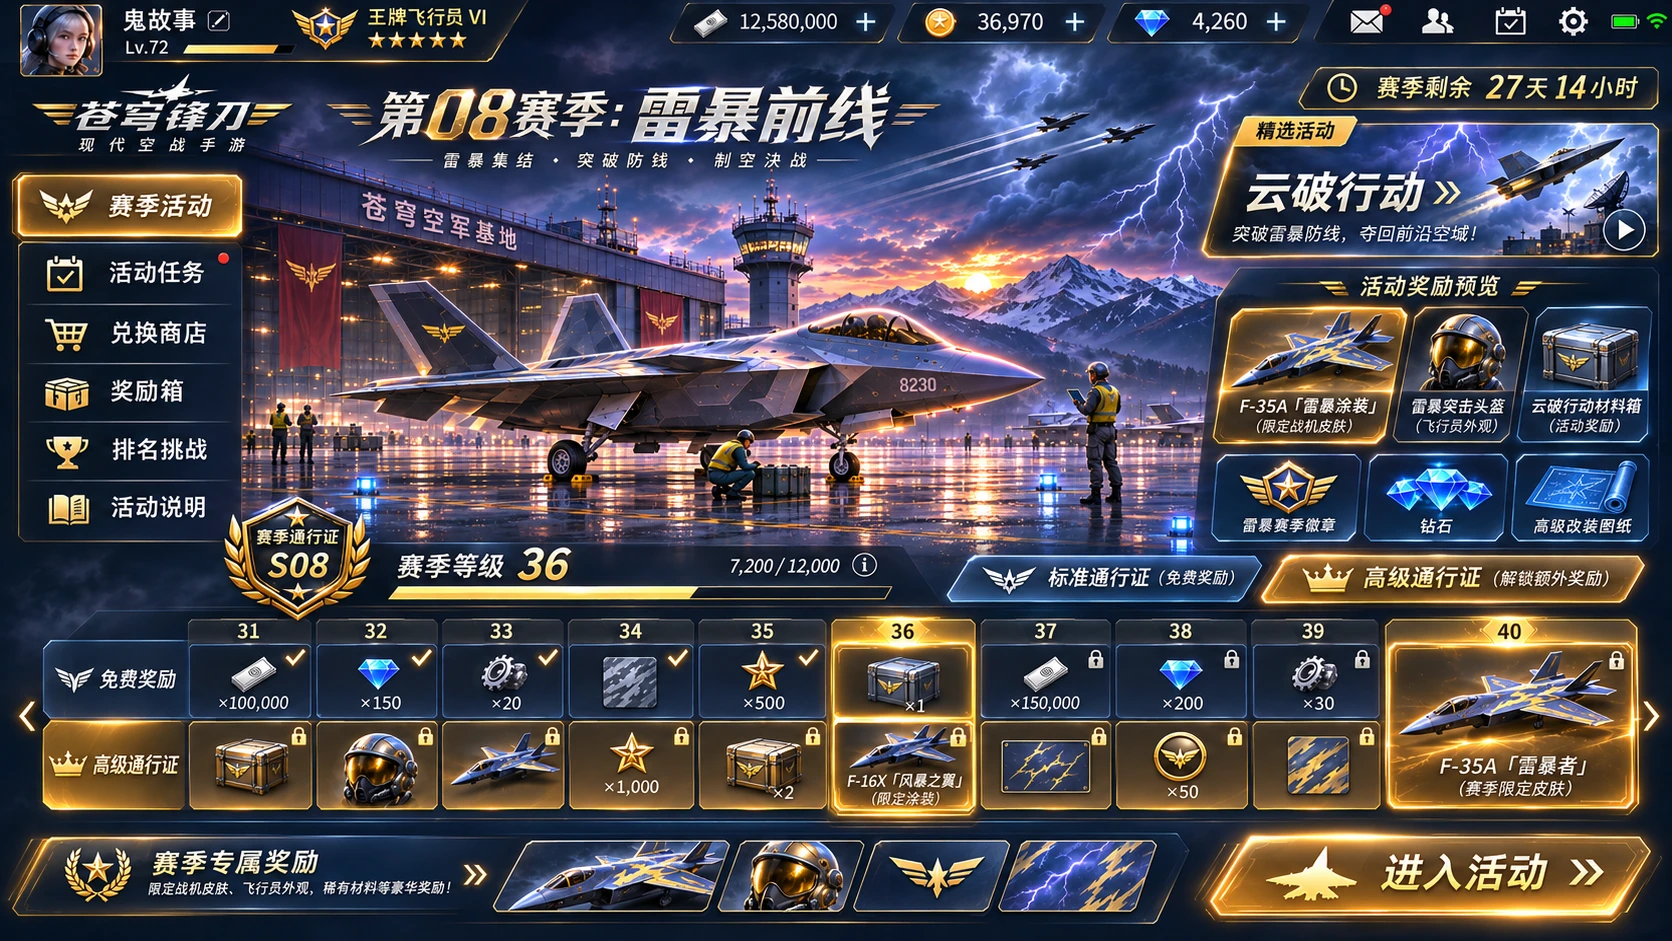 鬼故事
Lv.72
王牌飞行员 VI
12,580,000
36,970
4,260
苍穹锋刃
现代空战手游
第08赛季:雷暴前线
雷暴集结 · 突破防线 · 制空決战
赛季剩余 27天14小时
赛季活动
活动任务
兑换商店
奖励箱
排名挑战
活动说明
苍穹空军基地
8230
精选活动
云破行动
突破雷暴防线，夺回前沿空域！
活动奖励预览
F-35A「雷暴涂装」
(限定战机皮肤)
雷暴突击头盔
(飞行员外观)
云破行动材料箱
(活动奖励)
雷暴赛季徽章
钻石
高级改装图纸
赛季通行证
S08
赛季等级 36
7,200 / 12,000
标准通行证 (免费奖励)
高级通行证 (解锁额外奖励)
31
32
33
34
35
36
37
38
39
40
免费奖励
×100,000
×150
×20
×500
×1
×150,000
×200
×30
高级通行证
×1,000
×2
F-16X「风暴之翼」
(限定涂装)
×50
F-35A「雷暴者」
(赛季限定皮肤)
赛季专属奖励
限定战机皮肤、飞行员外观，稀有材料等豪华奖励！
进入活动